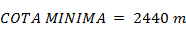 COTA MINIMA = 2440 m